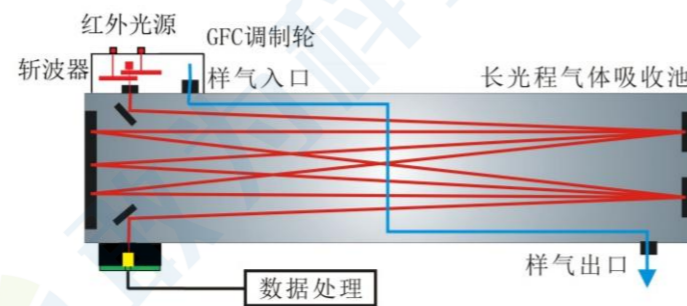 红外光源
GFC调制轮
斩波器
样气入口
长光程气体吸收池
样气出口
数据处理